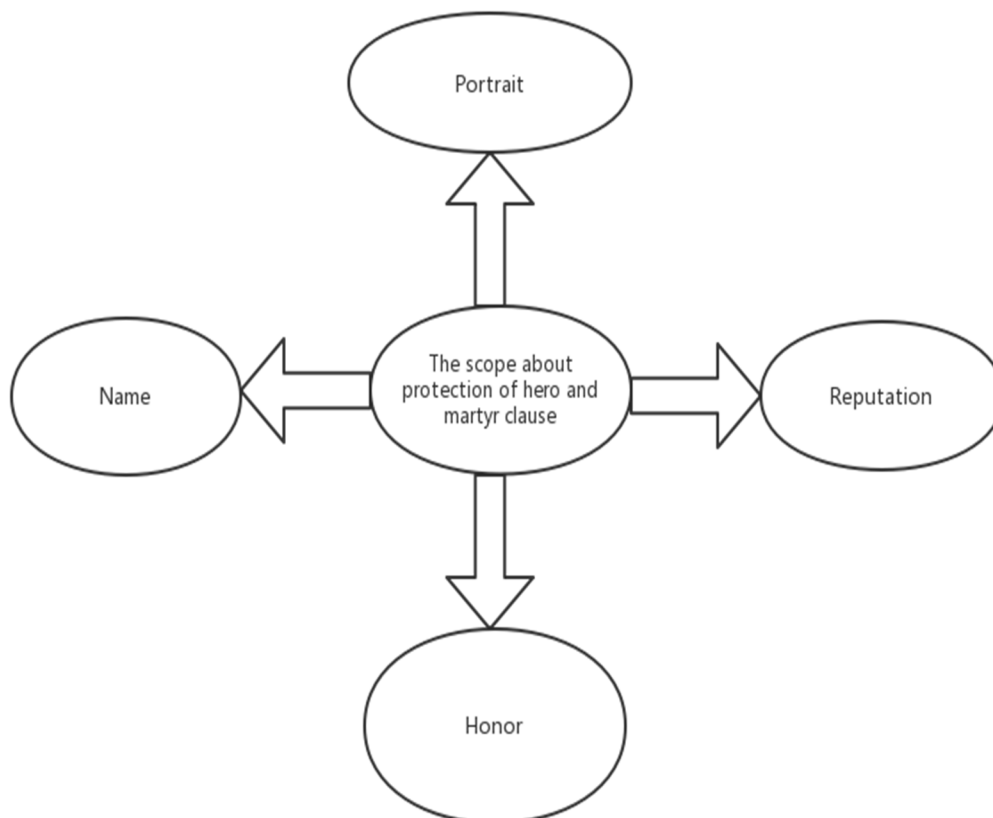 Portrait
The scope about
protection of hero and
martyr clause
Name
Reputation
Honor